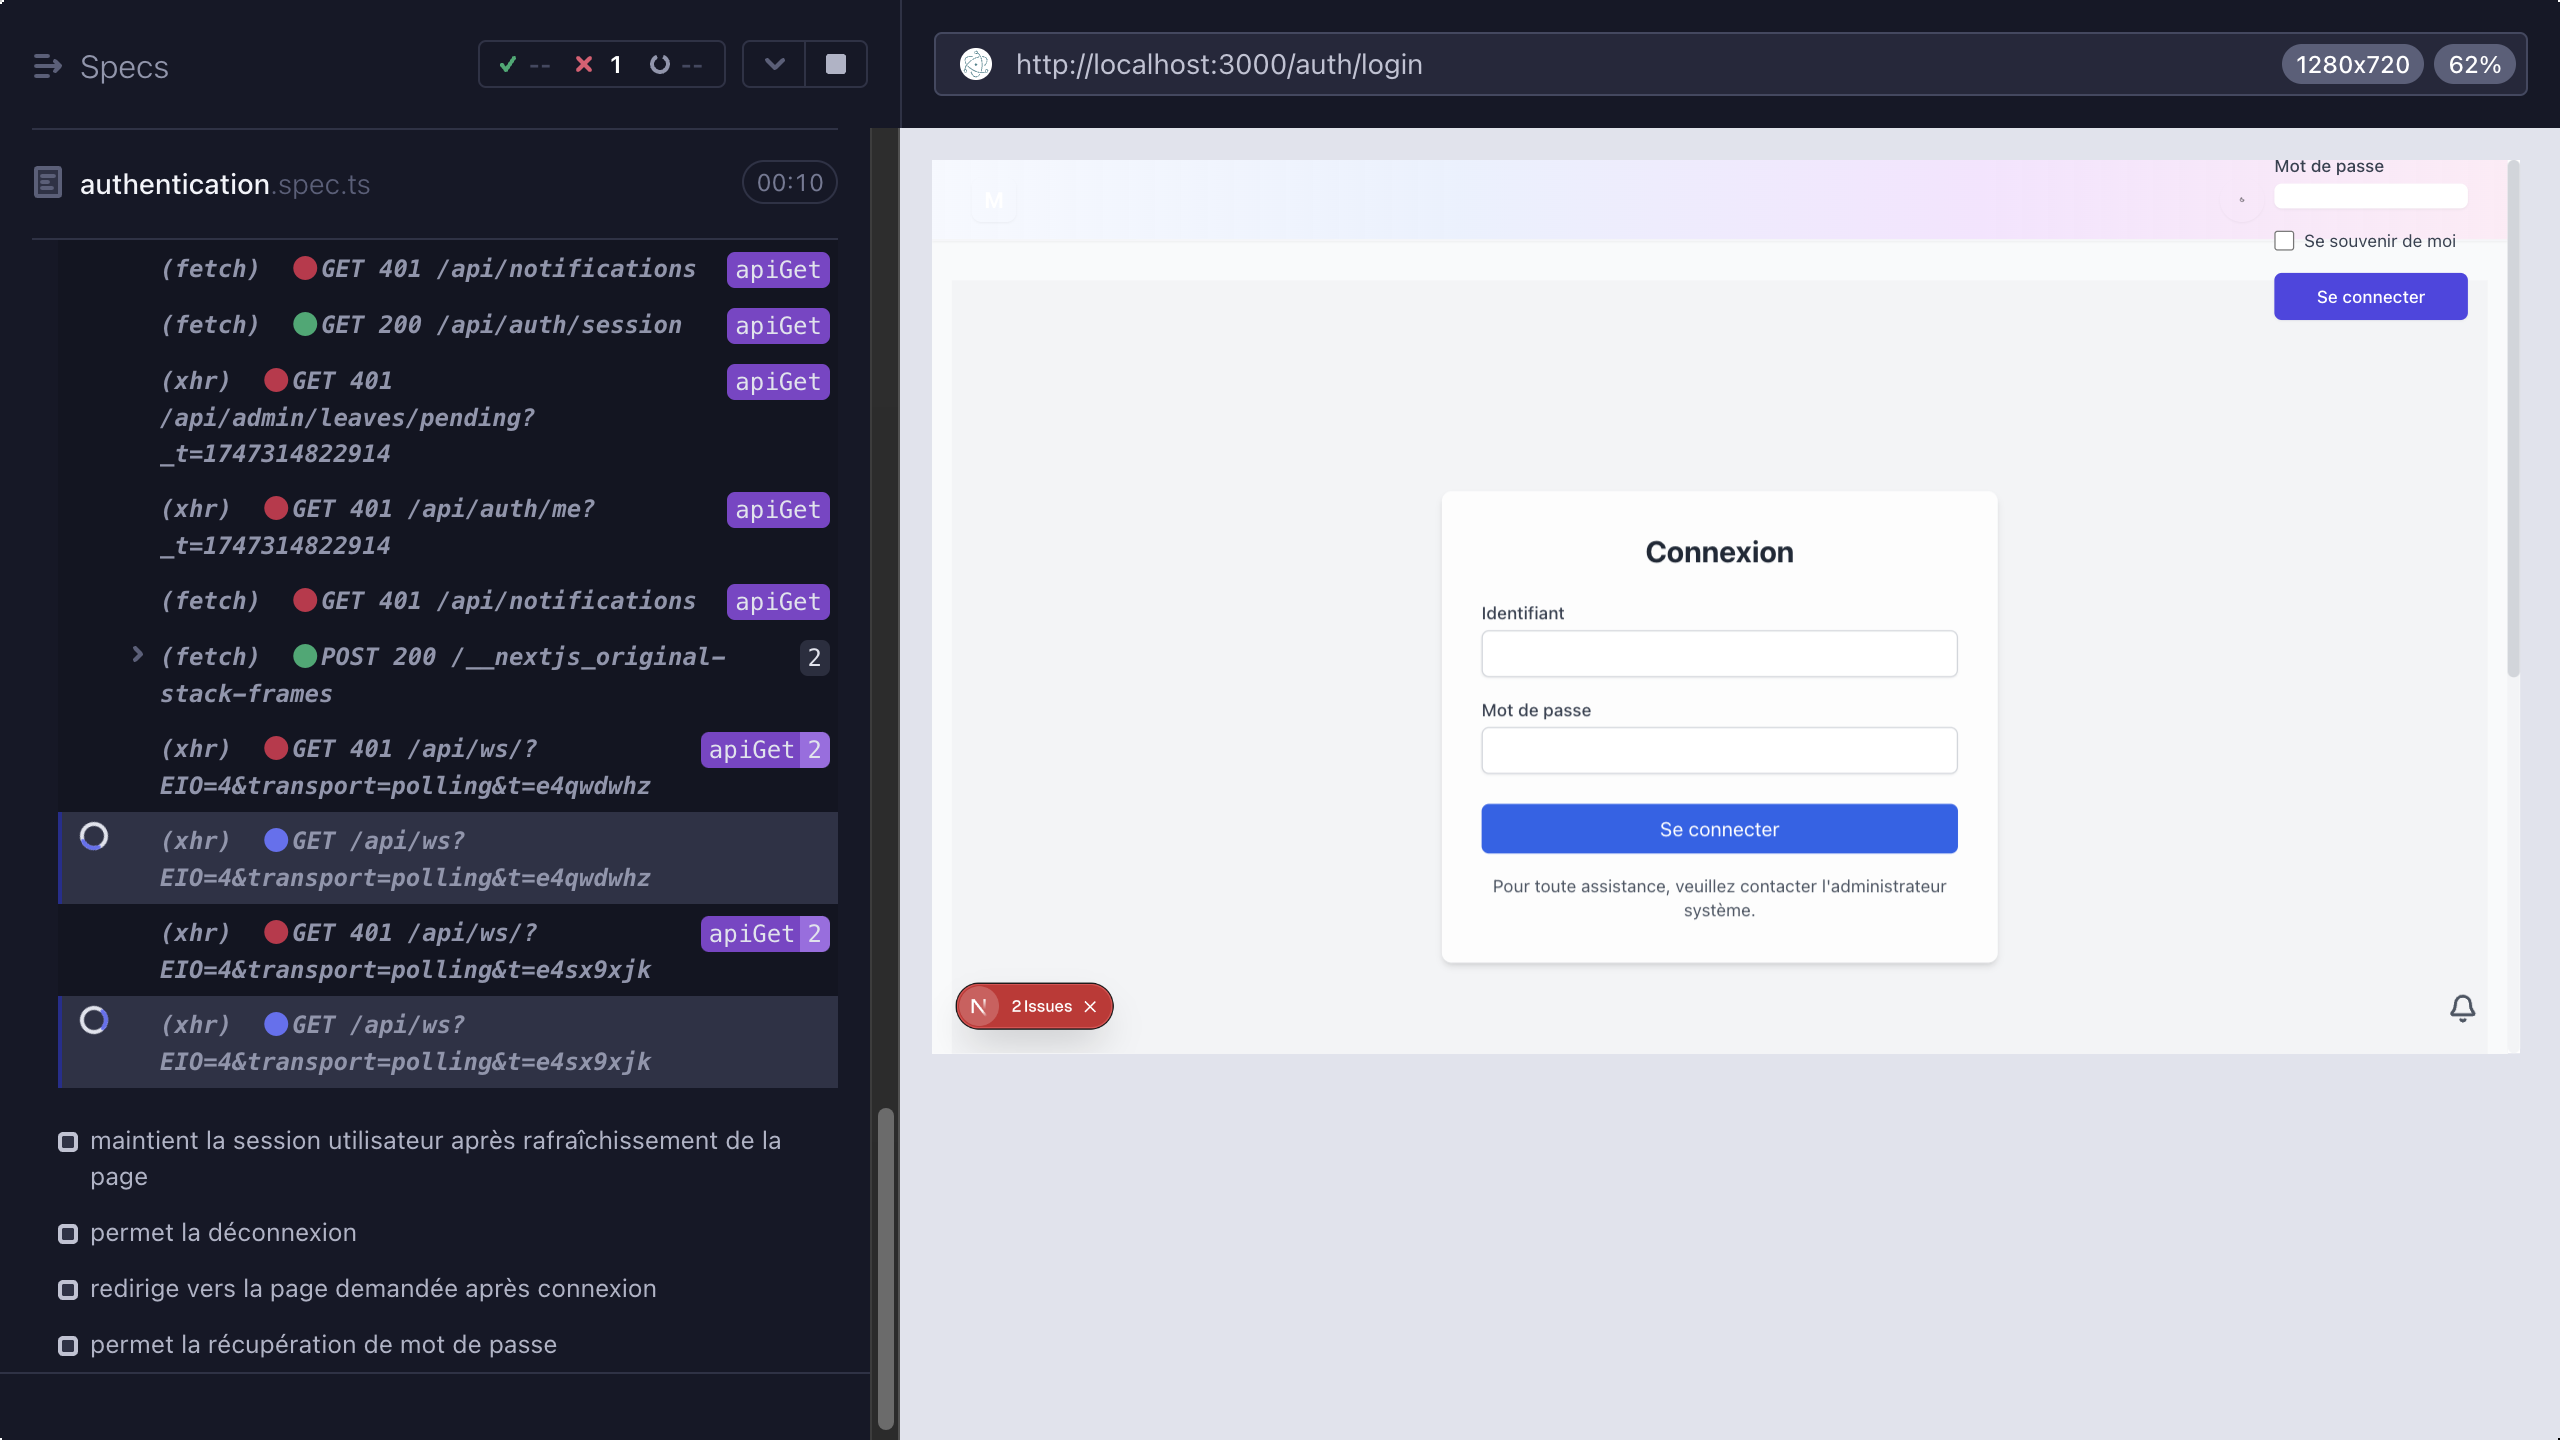 Specs
-- 1 --
authentication.spec.ts
00:10
(fetch) GET 401 /api/notifications apiGet
(fetch) GET 200 /api/auth/session apiGet
(xhr) GET 401 apiGet
/api/admin/leaves/pending?
_t=1747314822914
(xhr) GET 401 /api/auth/me? apiGet
_t=1747314822914
(fetch) GET 401 /api/notifications apiGet
(fetch) POST 200 /__nextjs_original- 2
stack-frames
(xhr) GET 401 /api/ws/? apiGet 2
EIO=4&transport=polling&t=e4qwdwhz
(xhr) GET /api/ws?
EIO=4&transport=polling&t=e4qwdwhz
(xhr) GET 401 /api/ws/? apiGet 2
EIO=4&transport=polling&t=e4sx9xjk
(xhr) GET /api/ws?
EIO=4&transport=polling&t=e4sx9xjk
maintient la session utilisateur après rafraîchissement de la
page
permet la déconnexion
redirige vers la page demandée après connexion
permet la récupération de mot de passe
http://localhost:3000/auth/login
1280x720 62%
M
Mot de passe
Se souvenir de moi
Se connecter
Connexion
Identifiant
Mot de passe
Se connecter
Pour toute assistance, veuillez contacter l'administrateur
système.
N 2 Issues